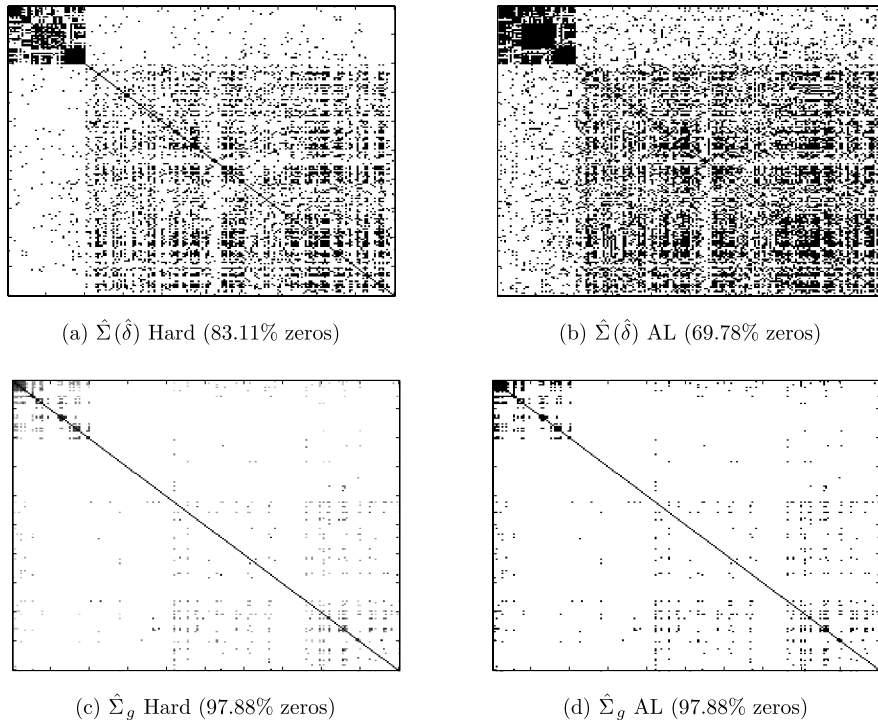 (a) Σ̂(δ̂) Hard (83.11% zeros)
(b) Σ̂(δ̂) AL (69.78% zeros)
(c) Σ̂g Hard (97.88% zeros)
(d) Σ̂g AL (97.88% zeros)